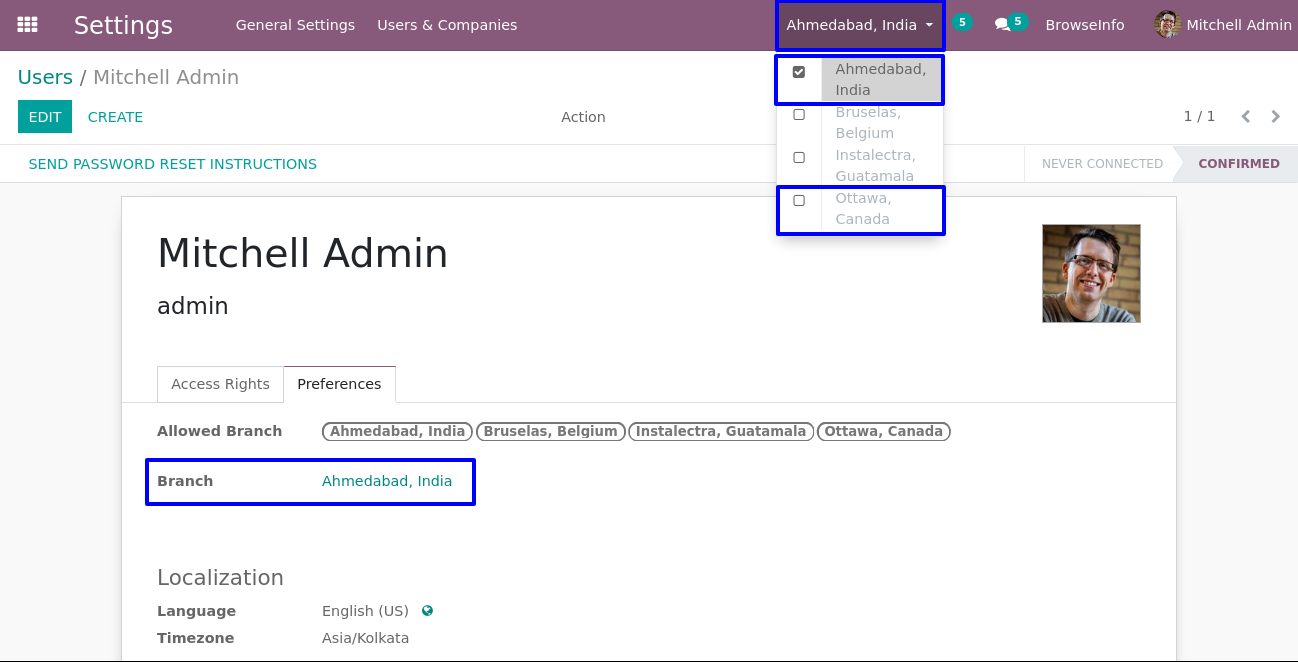 Settings General Settings Users & Companies Ahmedabad, India 5 5 BrowseInfo Mitchell Admin
Users / Mitchell Admin
EDIT CREATE Action 1 / 1
Ahmedabad,
India
Bruselas,
Belgium
Instalectra,
Guatamala
Ottawa,
Canada
SEND PASSWORD RESET INSTRUCTIONS NEVER CONNECTED CONFIRMED
Mitchell Admin
admin
Access Rights Preferences
Allowed Branch Ahmedabad, India Bruselas, Belgium Instalectra, Guatamala Ottawa, Canada
Branch Ahmedabad, India
Localization
Language English (US)
Timezone Asia/Kolkata